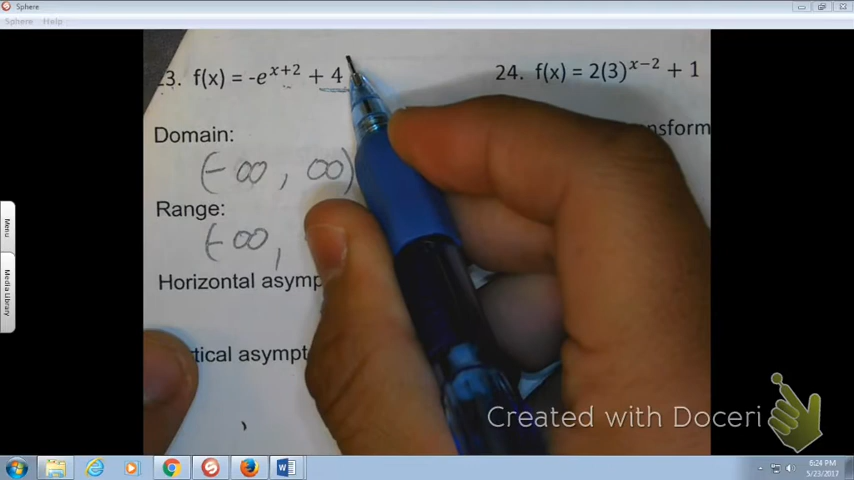 Sphere
Sphere Help
23. f(x) = -e^{x+2} + 4
24. f(x) = 2(3)^{x−2} + 1
Domain:
(-∞, ∞)
Range:
(-∞,
Horizontal asymp
tical asympt
ansform
Menu
Media Library
Created with Doceri
6:24 PM
5/23/2017